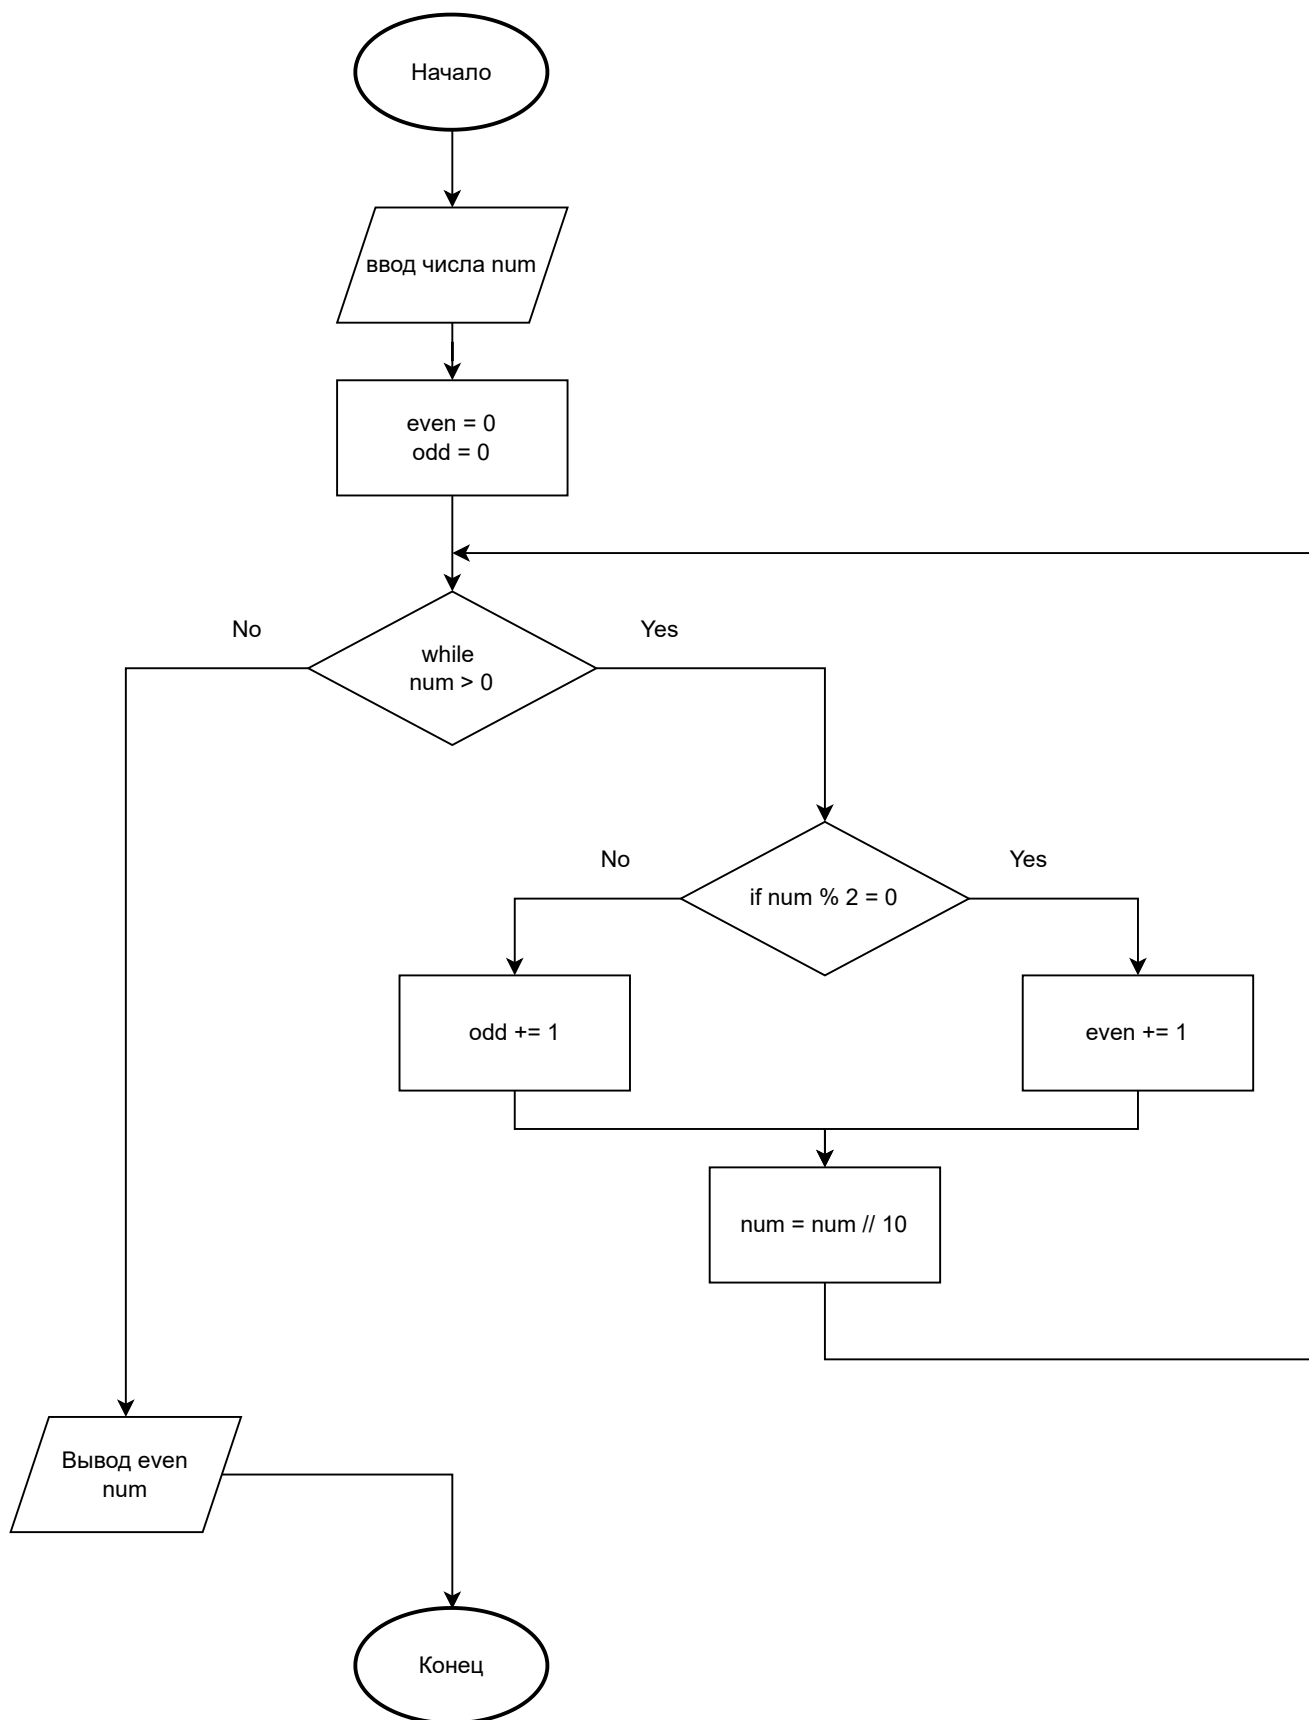 Начало
ввод числа num
even = 0
odd = 0
No
Yes
while
num > 0
No
Yes
if num % 2 = 0
odd += 1
even += 1
num = num // 10
Вывод even
num
Конец